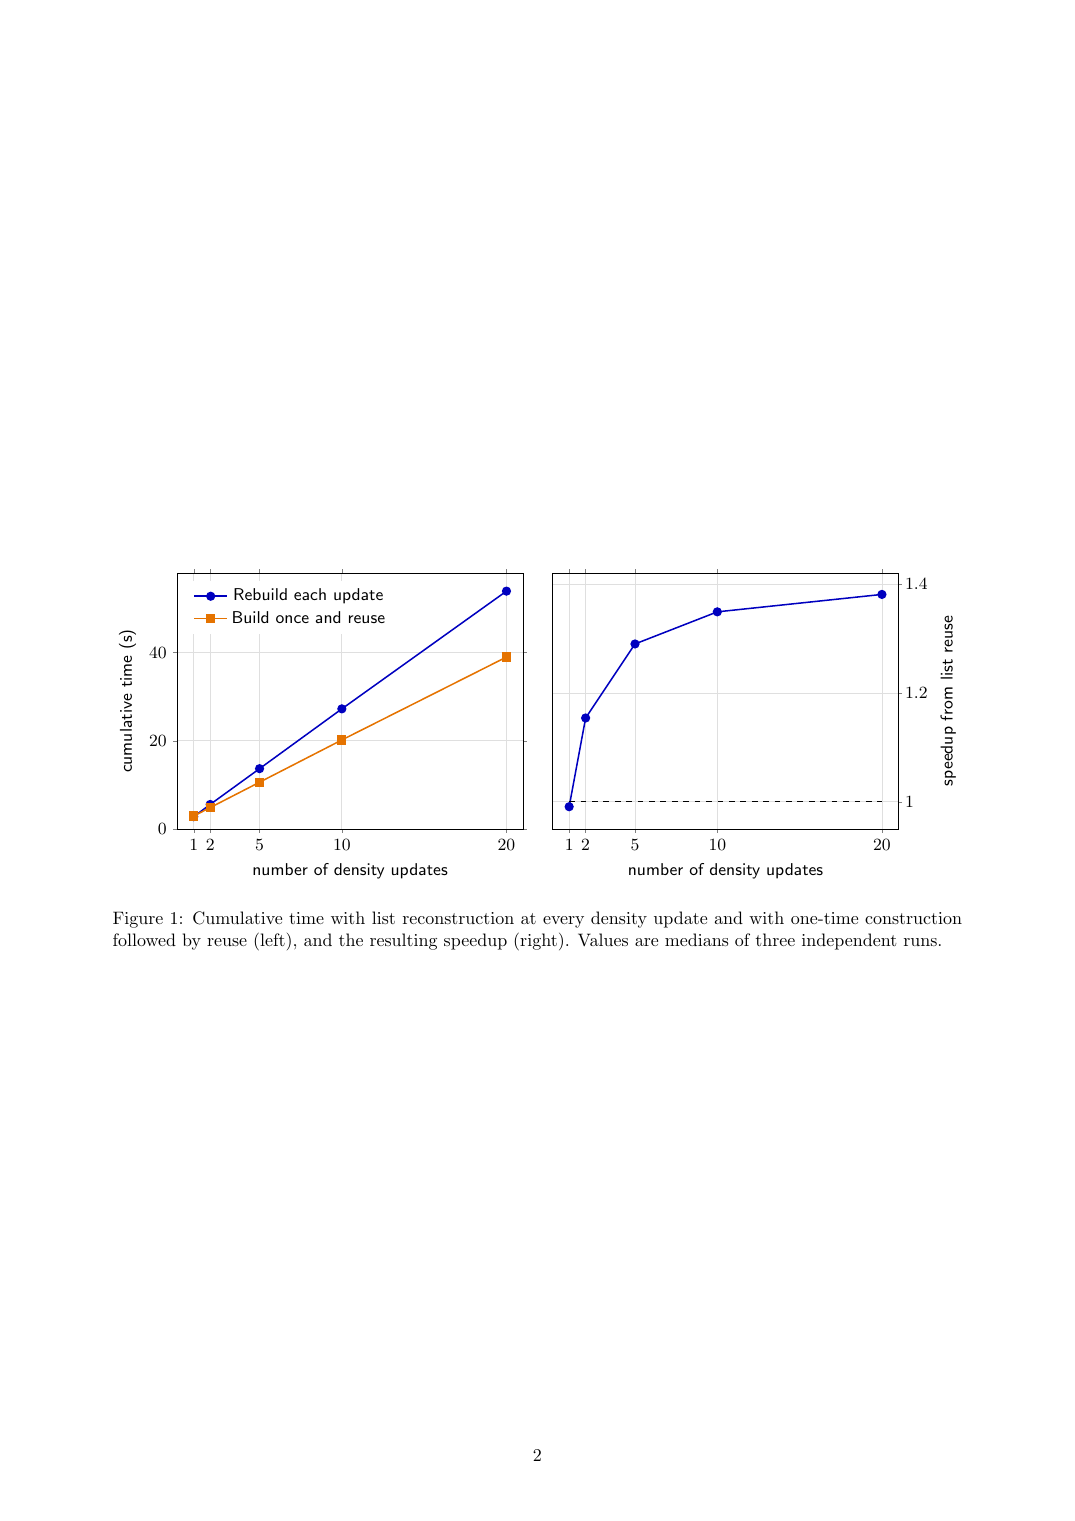 Rebuild each update
Build once and reuse
cumulative time (s)
40
20
0
1 2 5 10 20
number of density updates
1.4
1.2
1
speedup from list reuse
1 2 5 10 20
number of density updates
Figure 1: Cumulative time with list reconstruction at every density update and with one-time construction
followed by reuse (left), and the resulting speedup (right). Values are medians of three independent runs.
2